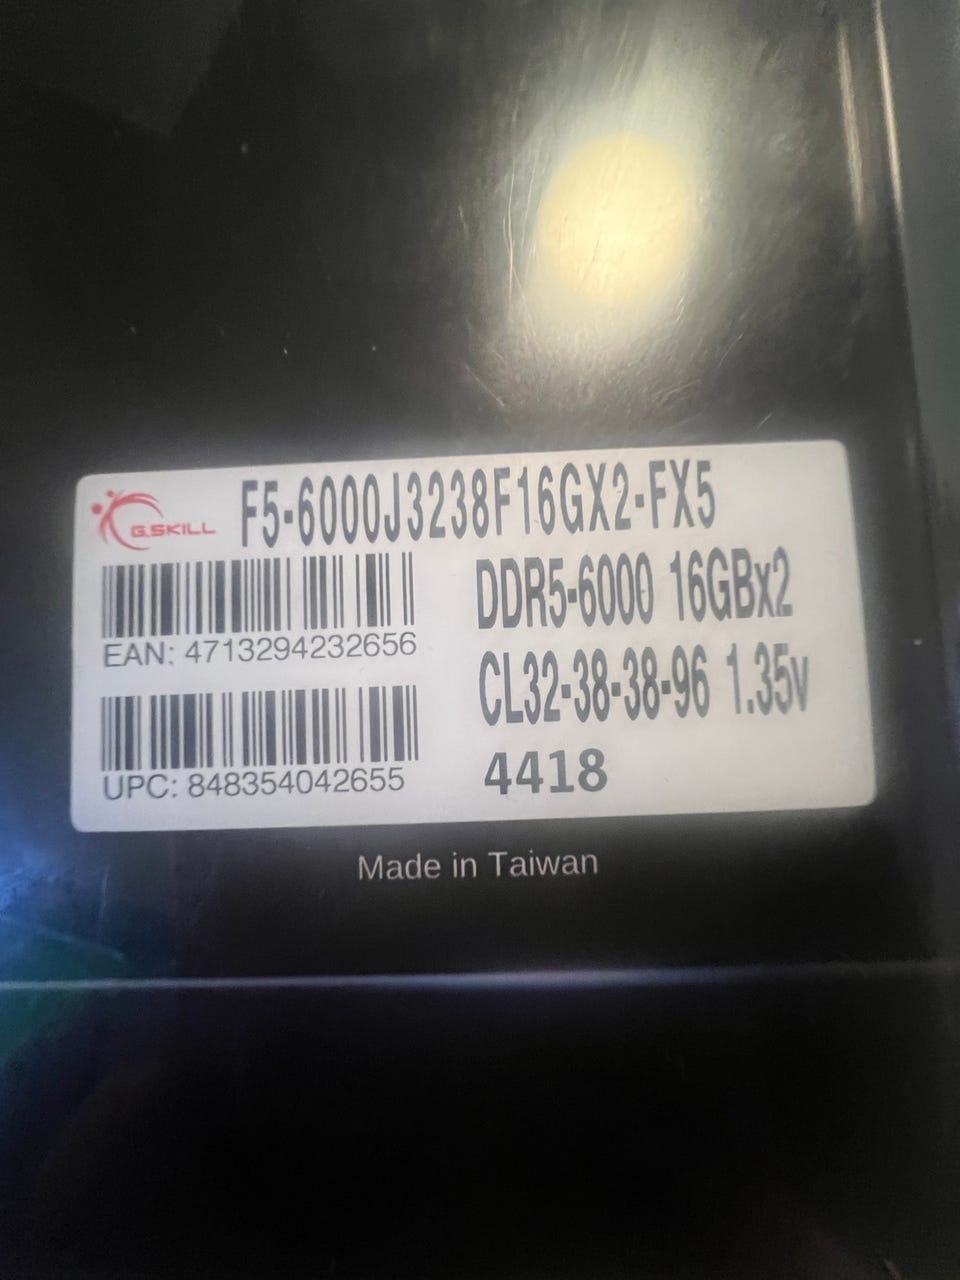 G.SKILL
F5-6000J3238F16GX2-FX5
EAN: 4713294232656
DDR5-6000 16GBx2
CL32-38-38-96 1.35v
UPC: 848354042655
4418
Made in Taiwan